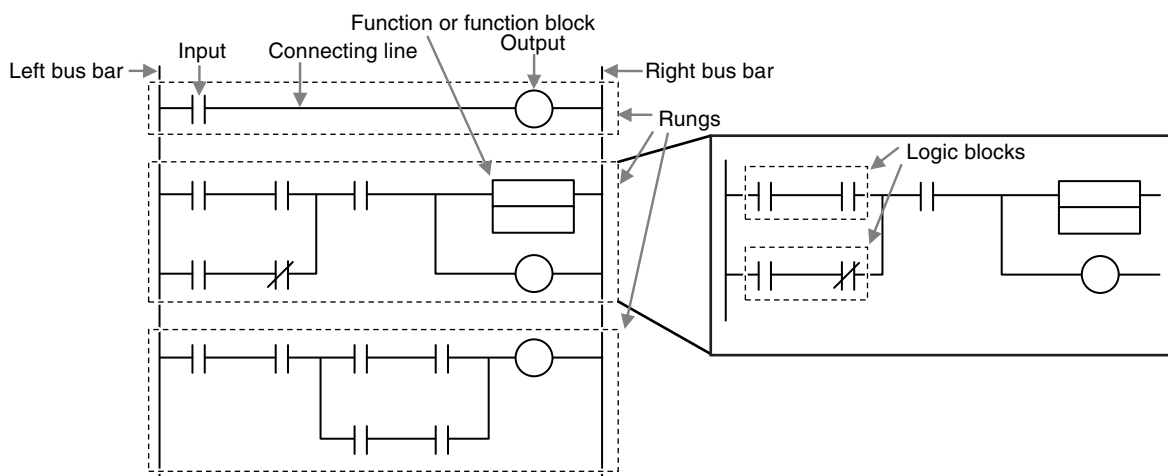 Function or function block
Input
Connecting line
Output
Left bus bar
Right bus bar
Rungs
Logic blocks